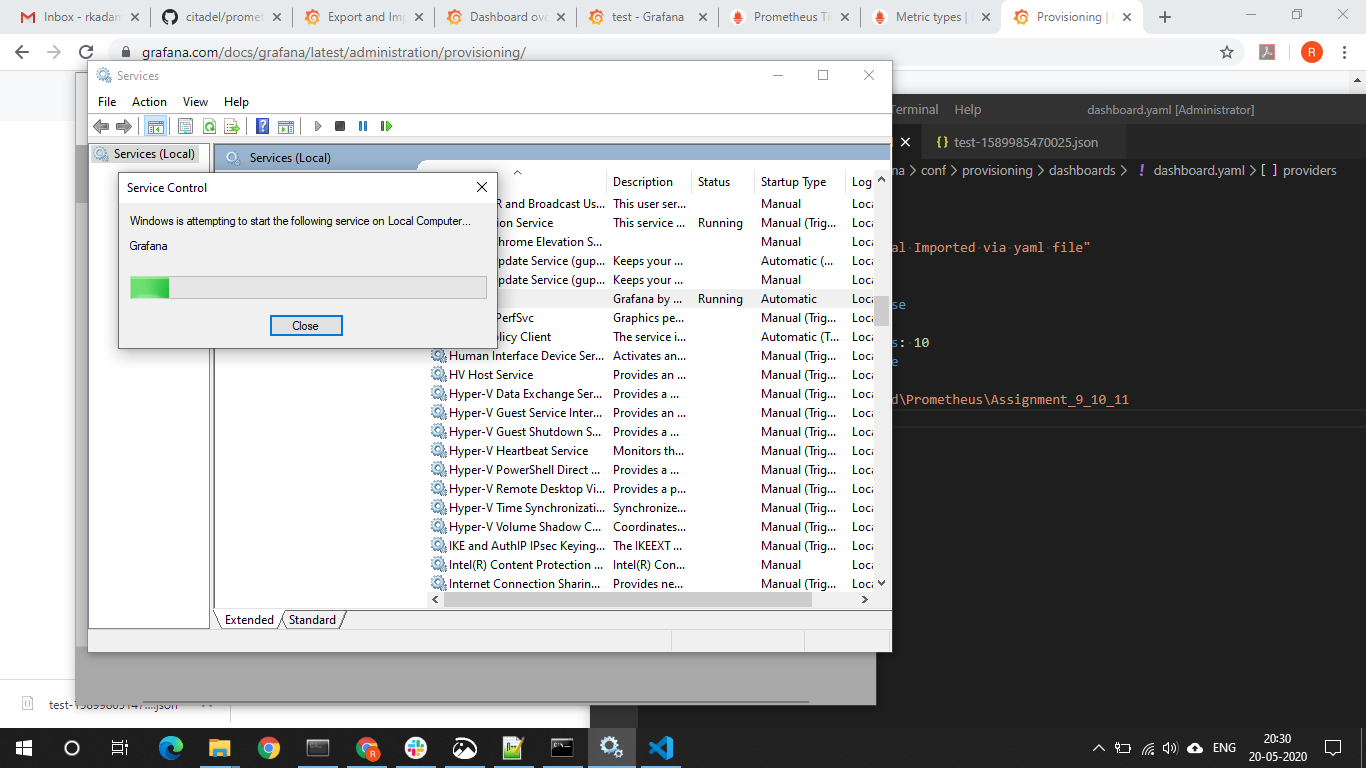 Inbox - rkadan
citadel/promet
Export and Imp
Dashboard ove
test - Grafana
Prometheus Ti
Metric types |
Provisioning |
grafana.com/docs/grafana/latest/administration/provisioning/
R
Services
File Action View Help
Terminal Help dashboard.yaml [Administrator]
{} test-1589985470025.json
na > conf > provisioning > dashboards > ! dashboard.yaml > [ ] providers
Services (Local)
Services (Local)
Description Status Startup Type Log
R and Broadcast Us... This user ser... Manual Loca
ion Service This service ... Running Manual (Trig... Loca
hrome Elevation S... Manual Loca
pdate Service (gup... Keeps your ... Automatic (... Loca
pdate Service (gup... Keeps your ... Manual Loca
Grafana by ... Running Automatic Loca
PerfSvc Graphics pe... Manual (Trig... Loca
licy Client The service i... Automatic (T... Loca
Human Interface Device Ser... Activates an... Manual (Trig... Loca
HV Host Service Provides an ... Manual (Trig... Loca
Hyper-V Data Exchange Ser... Provides a ... Manual (Trig... Loca
Hyper-V Guest Service Inter... Provides an ... Manual (Trig... Loca
Hyper-V Guest Shutdown S... Provides a ... Manual (Trig... Loca
Hyper-V Heartbeat Service Monitors th... Manual (Trig... Loca
Hyper-V PowerShell Direct ... Provides a ... Manual (Trig... Loca
Hyper-V Remote Desktop Vi... Provides a p... Manual (Trig... Loca
Hyper-V Time Synchronizati... Synchronize... Manual (Trig... Loca
Hyper-V Volume Shadow C... Coordinates... Manual (Trig... Loca
IKE and AuthIP IPsec Keying... The IKEEXT ... Manual (Trig... Loca
Intel(R) Content Protection ... Intel(R) Con... Manual Loca
Internet Connection Sharin... Provides ne... Manual (Trig... Loca
Extended Standard
Service Control
Windows is attempting to start the following service on Local Computer...
Grafana
Close
al Imported via yaml file"
se
s: 10
e
d\Prometheus\Assignment_9_10_11
ENG
20:30
20-05-2020